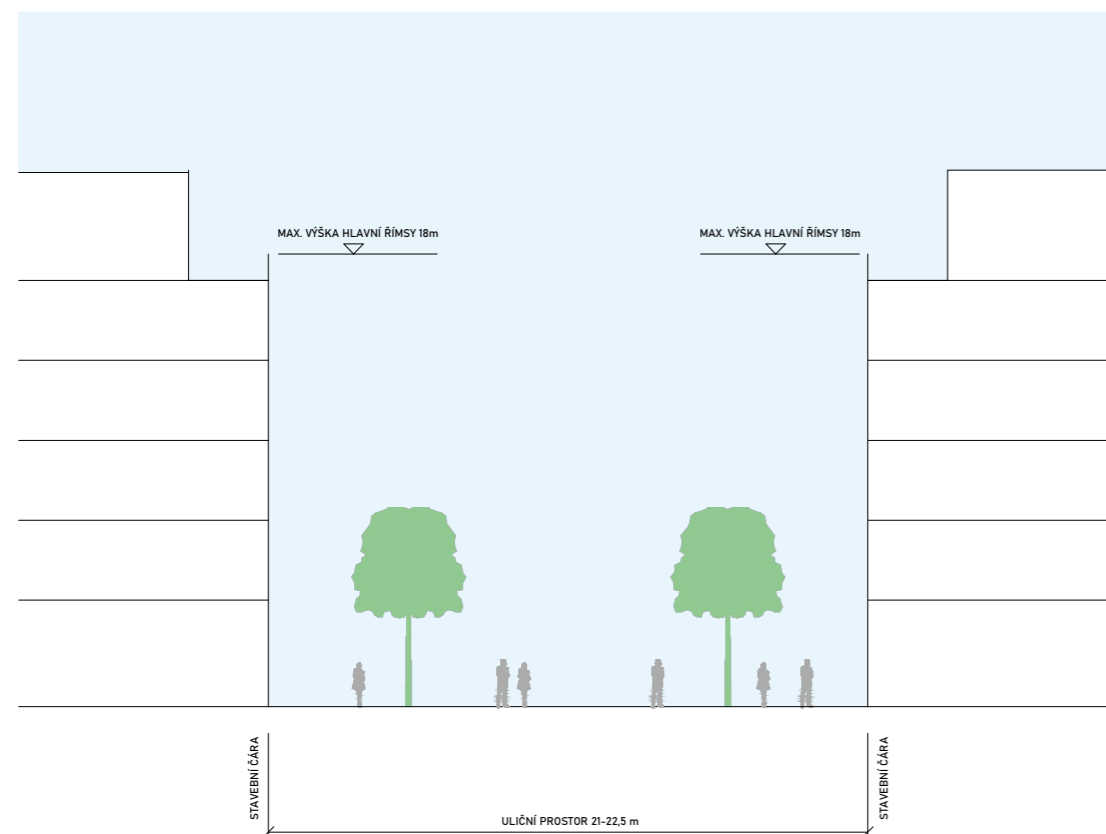 MAX. VÝŠKA HLAVNÍ ŘÍMSY 18m
MAX. VÝŠKA HLAVNÍ ŘÍMSY 18m
STAVEBNÍ ČÁRA
STAVEBNÍ ČÁRA
ULIČNÍ PROSTOR 21-22,5 m